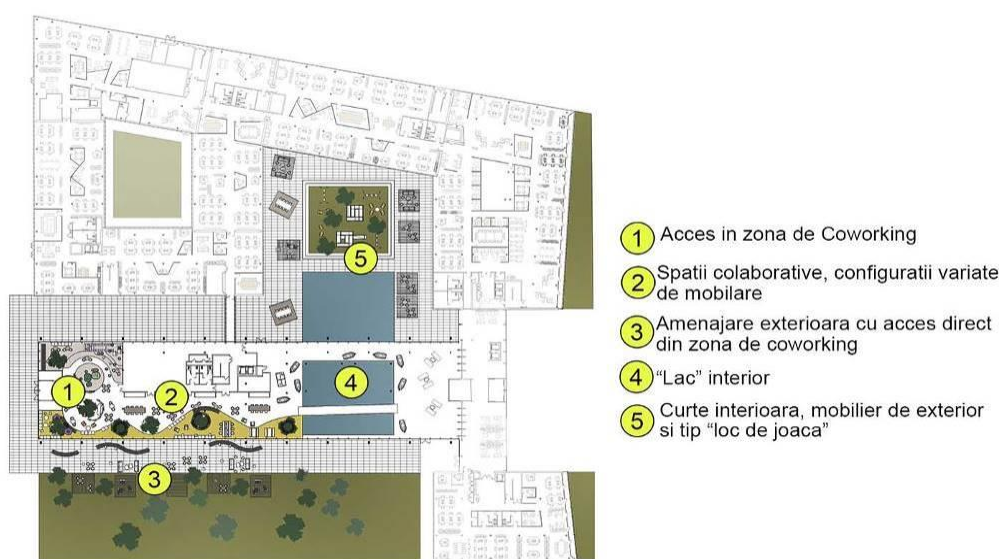 1 Acces in zona de Coworking
2 Spatii colaborative, configuratii variate
de mobilare
3 Amenajare exterioara cu acces direct
din zona de coworking
4 "Lac" interior
5 Curte interioara, mobilier de exterior
si tip "loc de joaca"
5
4
1
2
3